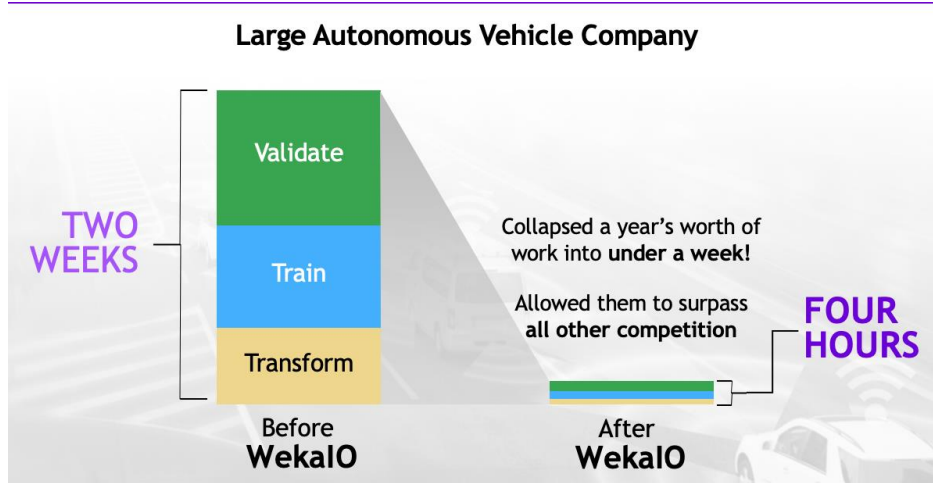 Large Autonomous Vehicle Company
TWO
WEEKS
Validate
Train
Transform
Before
WekaIO
Collapsed a year's worth of
work into under a week!
Allowed them to surpass
all other competition
FOUR
HOURS
After
WekaIO